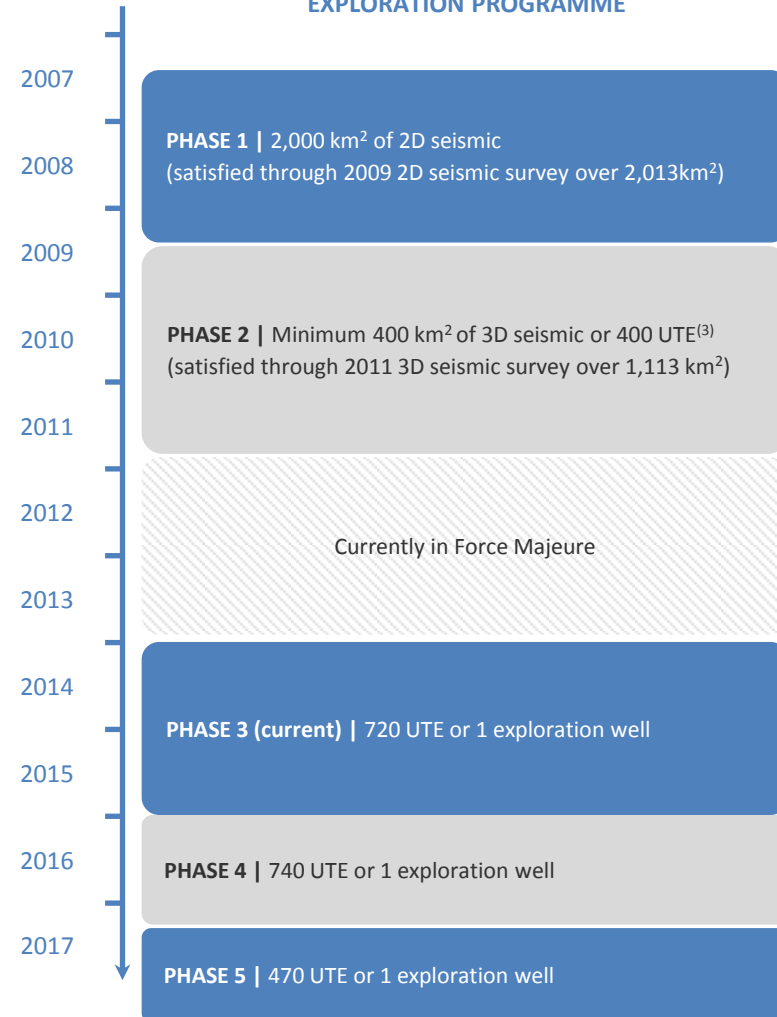 EXPLORATION PROGRAMME
2007
PHASE 1 | 2,000 km² of 2D seismic
2008
(satisfied through 2009 2D seismic survey over 2,013km²)
2009
PHASE 2 | Minimum 400 km² of 3D seismic or 400 UTE⁽³⁾
2010
(satisfied through 2011 3D seismic survey over 1,113 km²)
2011
2012
Currently in Force Majeure
2013
2014
PHASE 3 (current) | 720 UTE or 1 exploration well
2015
2016
PHASE 4 | 740 UTE or 1 exploration well
2017
PHASE 5 | 470 UTE or 1 exploration well